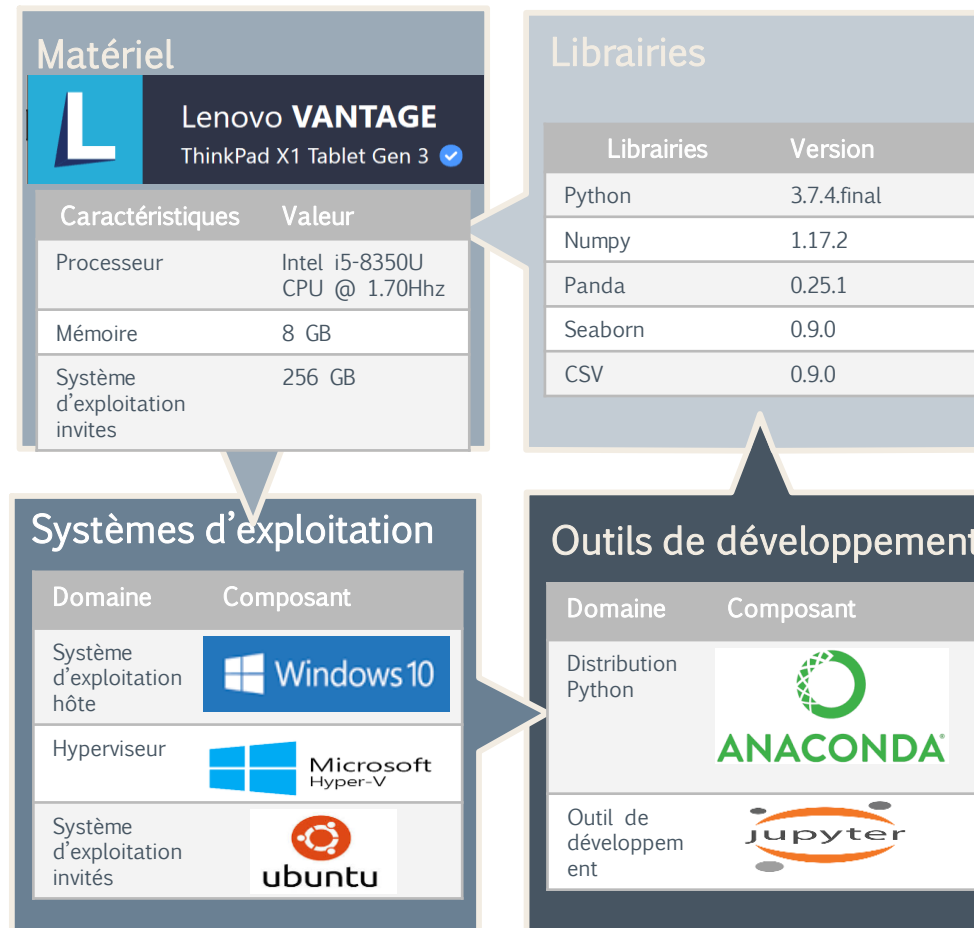 Matériel
Lenovo VANTAGE
ThinkPad X1 Tablet Gen 3
Caractéristiques Valeur
Processeur Intel i5-8350U
CPU @ 1.70Hhz
Mémoire 8 GB
Système 256 GB
d'exploitation
invites
Librairies
Librairies Version
Python 3.7.4.final
Numpy 1.17.2
Panda 0.25.1
Seaborn 0.9.0
CSV 0.9.0
Systèmes d'exploitation
Domaine Composant
Système
d'exploitation
hôte
Windows 10
Hyperviseur
Microsoft
Hyper-V
Système
d'exploitation
invités
ubuntu
Outils de développement
Domaine Composant
Distribution
Python
ANACONDA
Outil de
développem
ent
jupyter